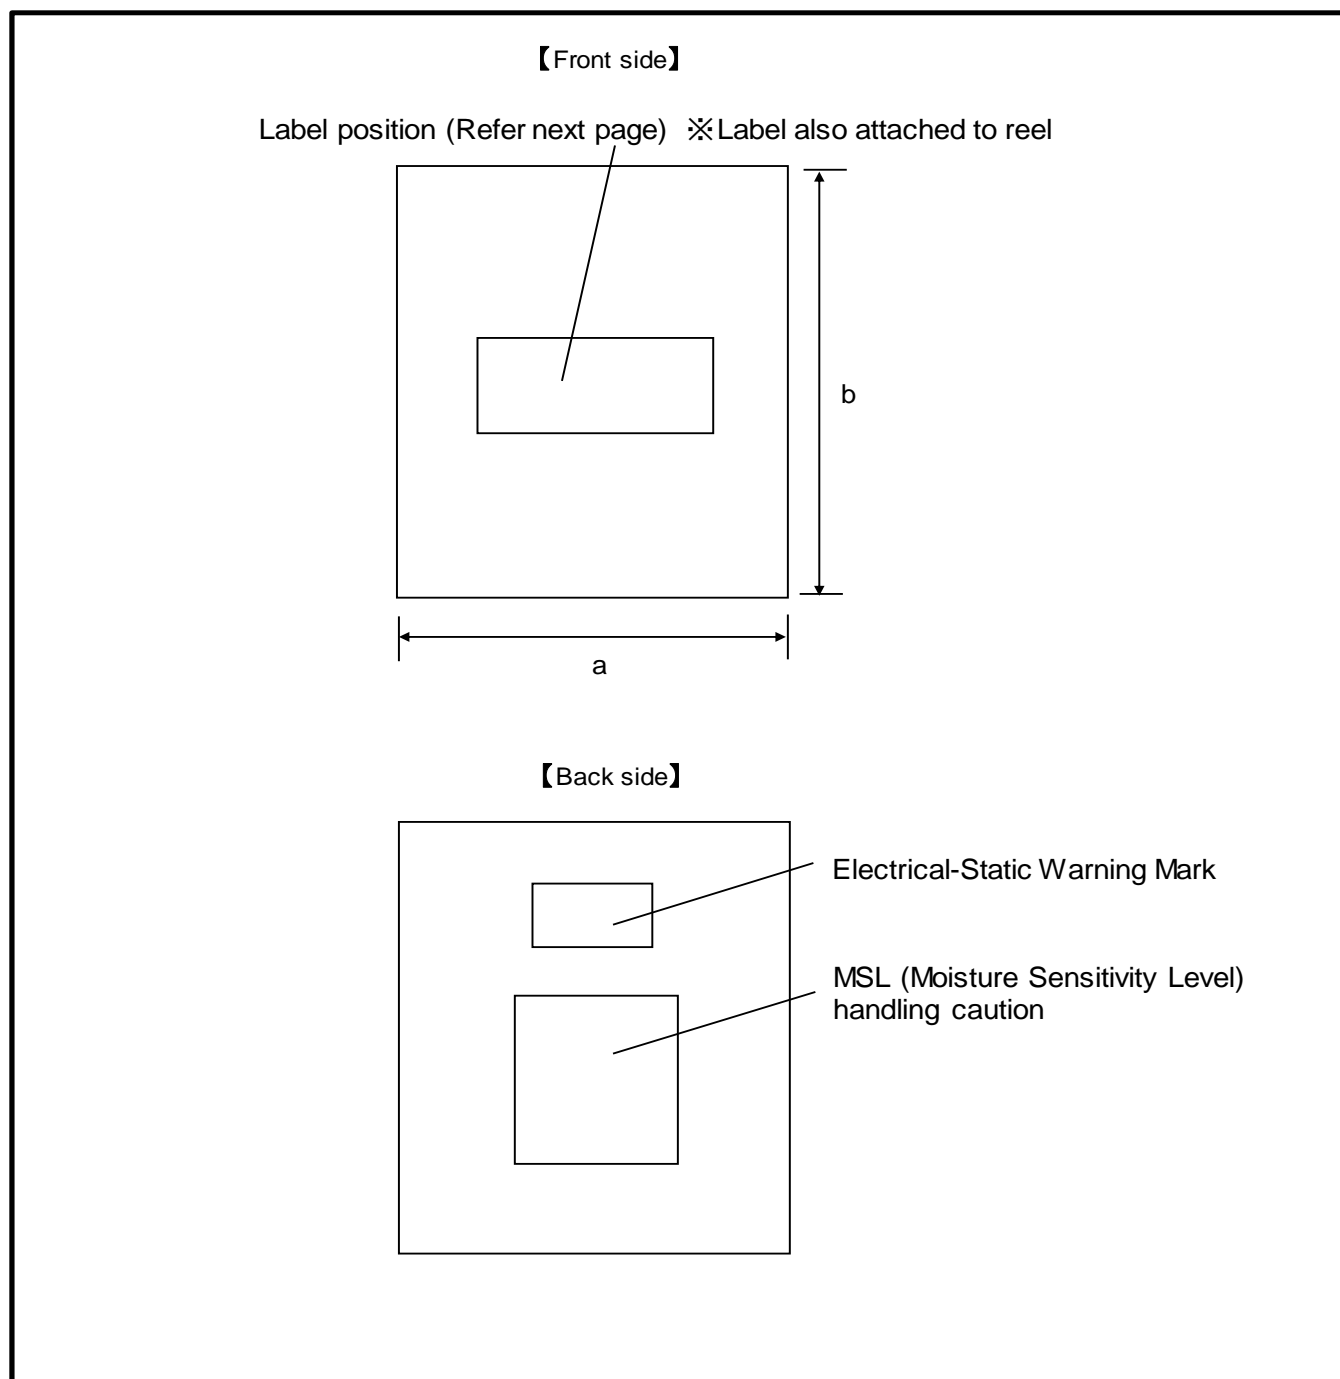 【Front side】
Label position (Refer next page) ※Label also attached to reel
b
a
【Back side】
Electrical-Static Warning Mark
MSL (Moisture Sensitivity Level)
handling caution